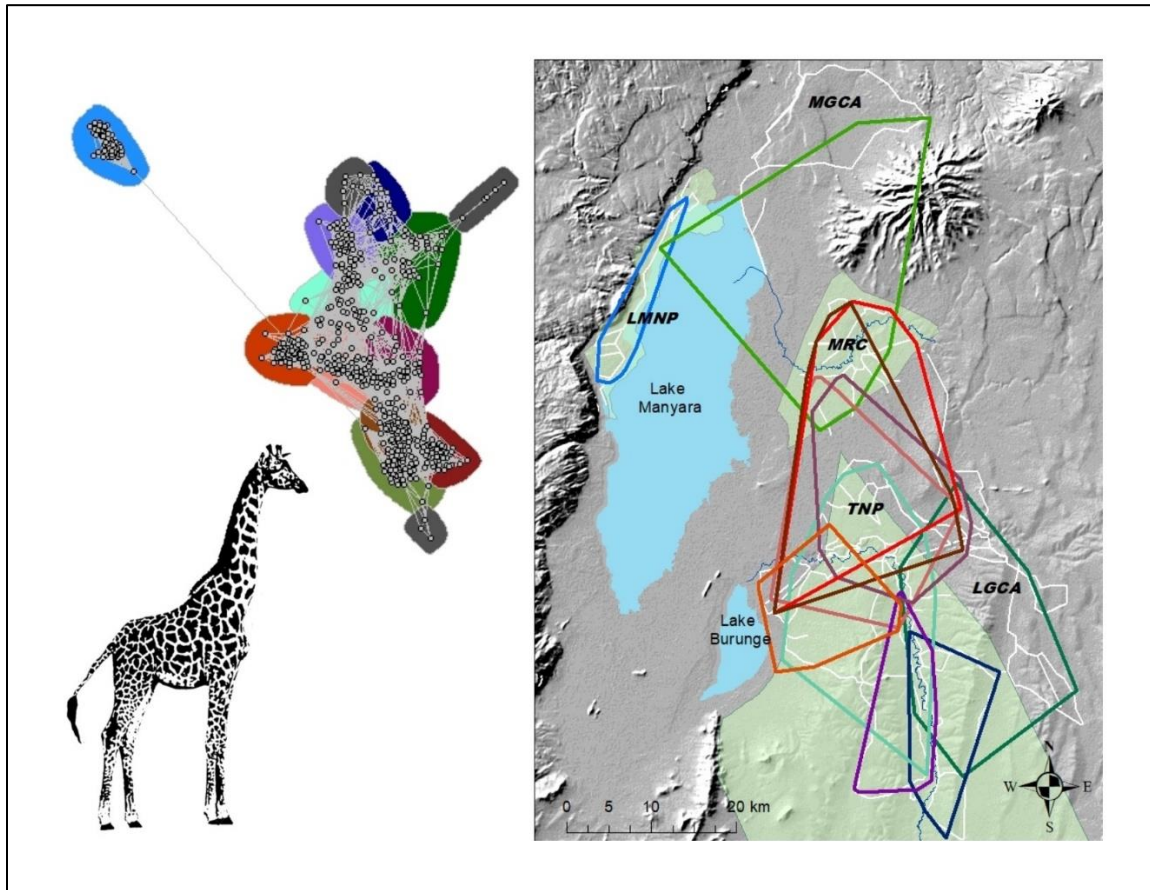 MGCA
LMNP
MRC
Lake
Manyara
TNP
LGCA
Lake
Burunge
N
W E
S
0 5 10 20 km